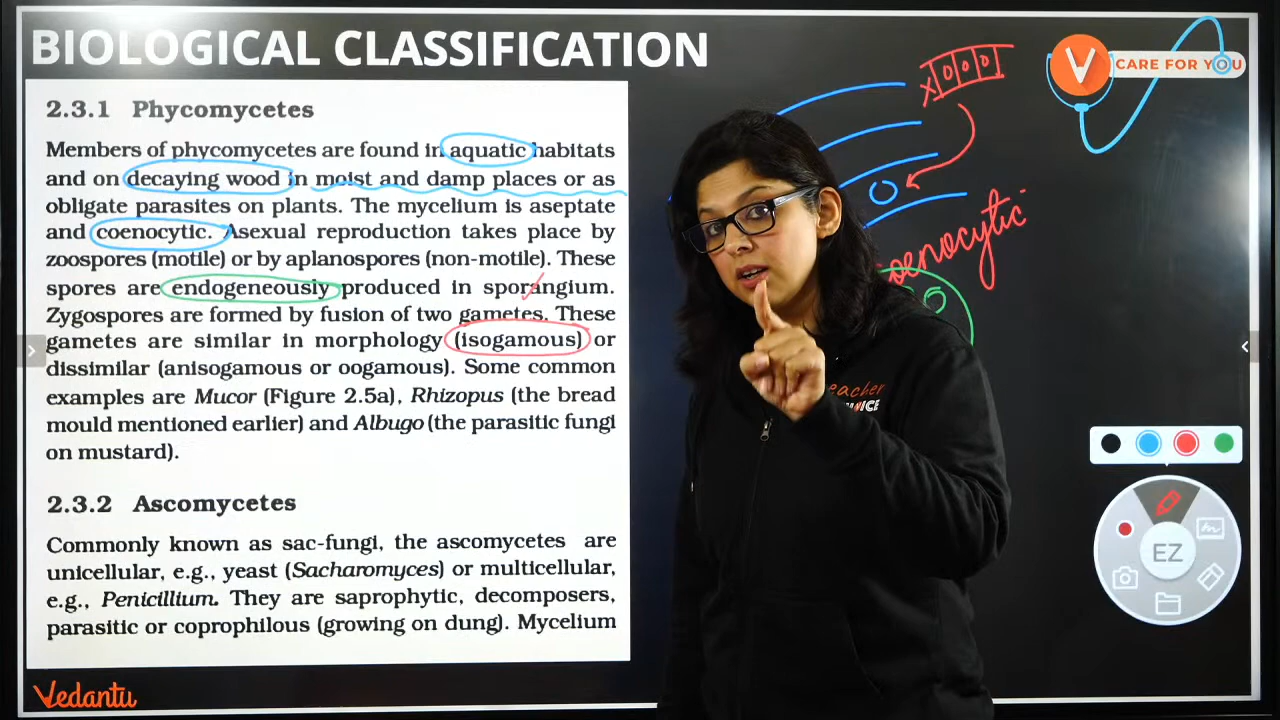 BIOLOGICAL CLASSIFICATION
CARE FOR YOU
2.3.1 Phycomycetes
Members of phycomycetes are found in aquatic habitats
and on decaying wood in moist and damp places or as
obligate parasites on plants. The mycelium is aseptate
and coenocytic. Asexual reproduction takes place by
zoospores (motile) or by aplanospores (non-motile). These
spores are endogeneously produced in sporangium.
Zygospores are formed by fusion of two gametes. These
gametes are similar in morphology (isogamous) or
dissimilar (anisogamous or oogamous). Some common
examples are Mucor (Figure 2.5a), Rhizopus (the bread
mould mentioned earlier) and Albugo (the parasitic fungi
on mustard).
2.3.2 Ascomycetes
Commonly known as sac-fungi, the ascomycetes are
unicellular, e.g., yeast (Sacharomyces) or multicellular,
e.g., Penicillium. They are saprophytic, decomposers,
parasitic or coprophilous (growing on dung). Mycelium
oenocytic
eacher
EZ
Vedantu